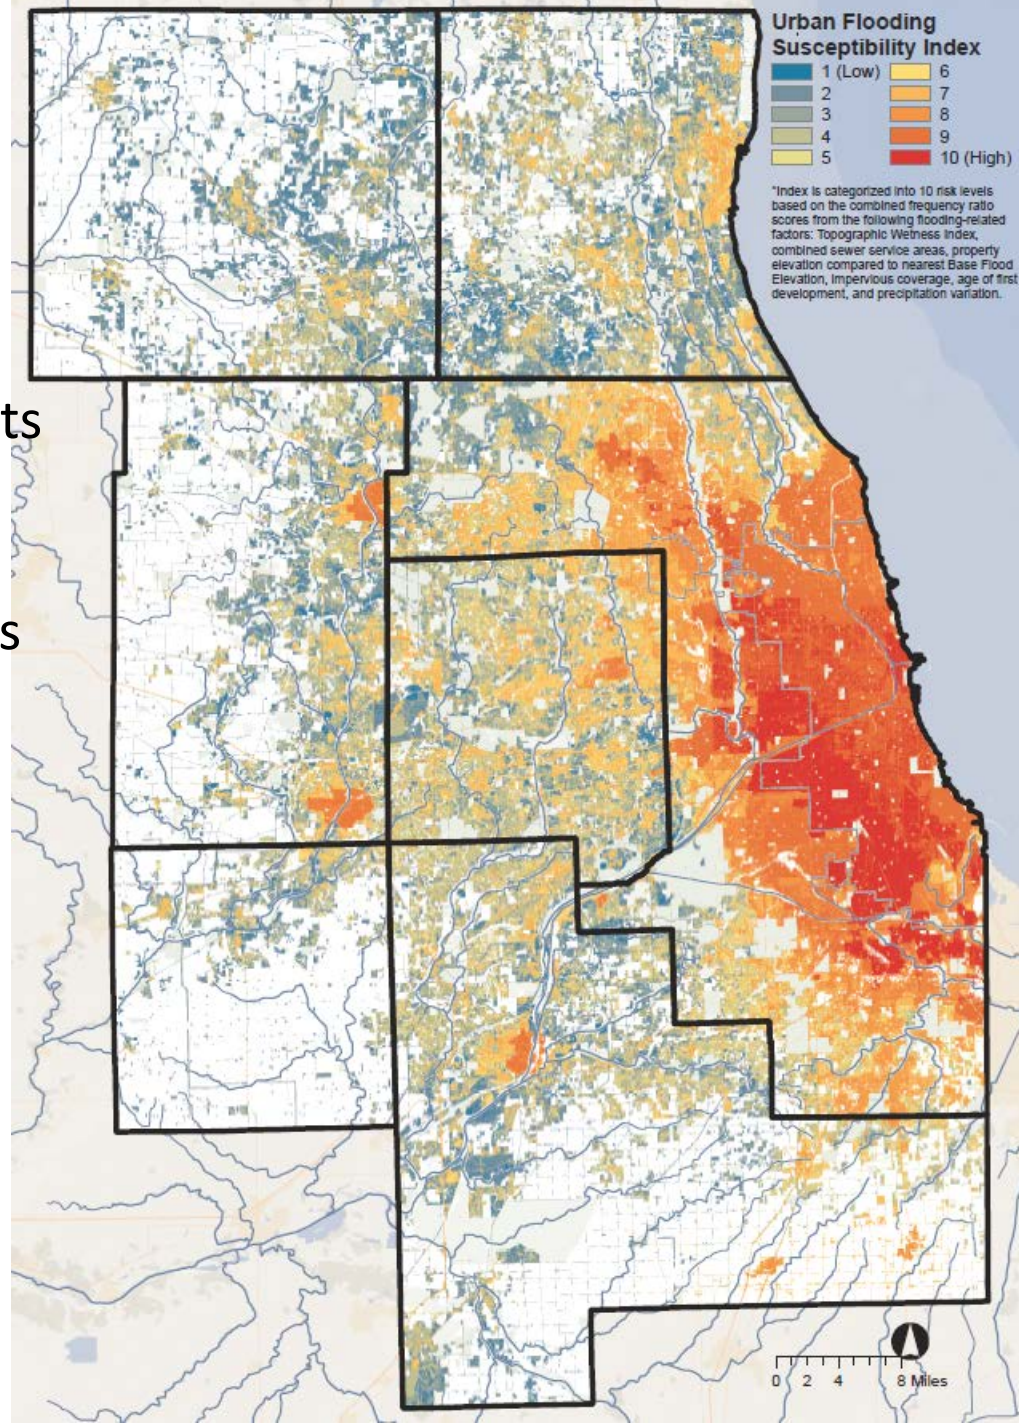 Urban Flooding
Susceptibility Index
1 (Low)
2
3
4
5
6
7
8
9
10 (High)
*Index is categorized into 10 risk levels
based on the combined frequency ratio
scores from the following flooding-related
factors: Topographic Wetness Index,
combined sewer service areas, property
elevation compared to nearest Base Flood
Elevation, impervious coverage, age of first
development, and precipitation variation.
ts
s
0 2 4 8 Miles